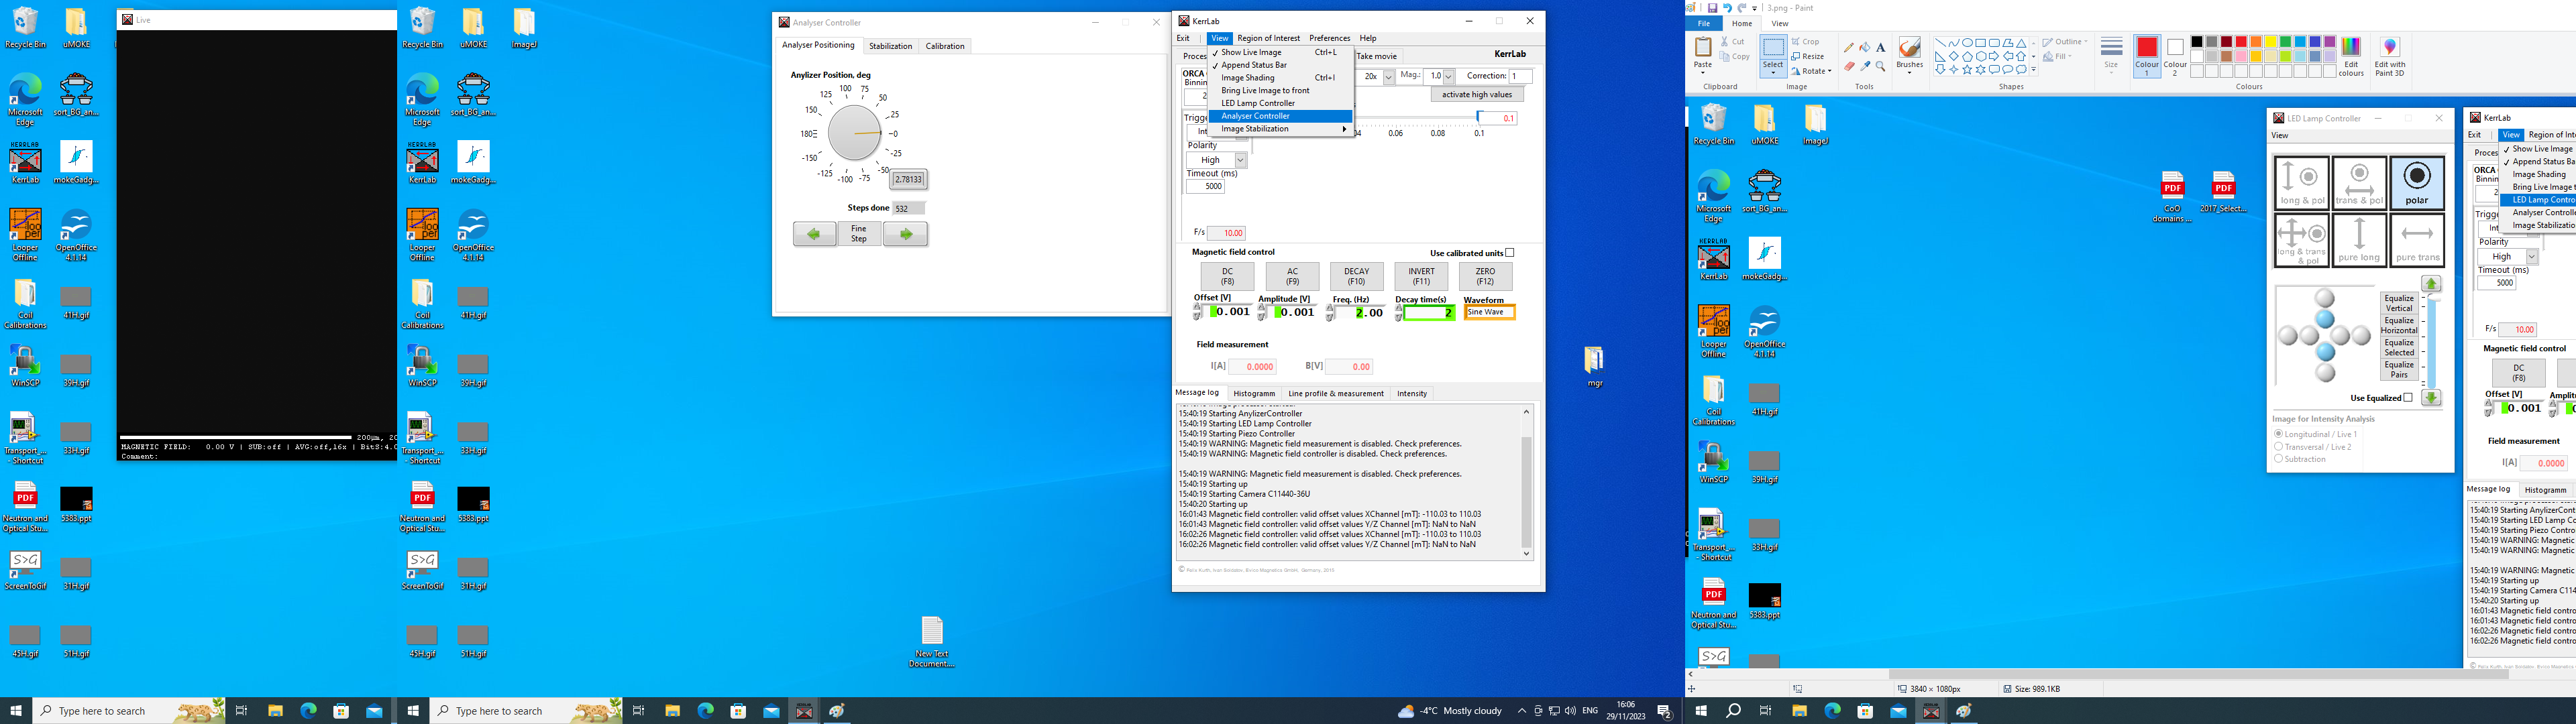 Live
Recycle Bin
uMOKE
Microsoft Edge
sort_BG_an...
KerrLab
mokeGadg...
Looper Offline
OpenOffice 4.1.14
Coil Calibrations
41H.gif
WinSCP
39H.gif
Transport_... - Shortcut
33H.gif
Neutron and Optical Stu...
5383.ppt
ScreenToGif
31H.gif
45H.gif
51H.gif
200µm, 20
MAGNETIC FIELD: 0.00 V | SUB:off | AVG:off,16x | BitS:4.0
Comment:
Type here to search
Recycle Bin
uMOKE
ImageJ
Microsoft Edge
sort_BG_an...
KerrLab
mokeGadg...
Looper Offline
OpenOffice 4.1.14
Coil Calibrations
41H.gif
WinSCP
39H.gif
Transport_... - Shortcut
33H.gif
Neutron and Optical Stu...
5383.ppt
ScreenToGif
31H.gif
45H.gif
51H.gif
Type here to search
Analyser Controller
Analyser Positioning Stabilization Calibration
Anylizer Position, deg
125 100 75 50 25 0 -25 -50 -75 -100 -125 -150 180 150
2.78133
Steps done 532
Fine Step
New Text Document....
KerrLab
Exit View Region of Interest Preferences Help
Show Live Image Ctrl+L
Append Status Bar
Image Shading Ctrl+I
Bring Live Image to front
LED Lamp Controller
Analyser Controller
Image Stabilization
Proces
Take movie
KerrLab
ORCA
Binnin
20x Mag.: 1.0 Correction: 1
activate high values
Trigge
Int
04 0.06 0.08 0.1
0.1
Polarity
High
Timeout (ms)
5000
F/s 10.00
Magnetic field control Use calibrated units
DC (F8) AC (F9) DECAY (F10) INVERT (F11) ZERO (F12)
Offset [V] Amplitude [V] Freq. (Hz) Decay time(s) Waveform
0.001 0.001 2.00 2 Sine Wave
Field measurement
I[A] 0.0000 B[V] 0.00
Message log Histogramm Line profile & measurement Intensity
15:40:19 Starting AnylizerController
15:40:19 Starting LED Lamp Controller
15:40:19 Starting Piezo Controller
15:40:19 WARNING: Magnetic field measurement is disabled. Check preferences.
15:40:19 WARNING: Magnetic field controller is disabled. Check preferences.
15:40:19 WARNING: Magnetic field measurement is disabled. Check preferences.
15:40:19 Starting up
15:40:19 Starting Camera C11440-36U
15:40:20 Starting up
16:01:43 Magnetic field controller: valid offset values XChannel [mT]: -110.03 to 110.03
16:01:43 Magnetic field controller: valid offset values Y/Z Channel [mT]: NaN to NaN
16:02:26 Magnetic field controller: valid offset values XChannel [mT]: -110.03 to 110.03
16:02:26 Magnetic field controller: valid offset values Y/Z Channel [mT]: NaN to NaN
mgr
-4°C Mostly cloudy
ENG
16:06
29/11/2023
2
3.png - Paint
File Home View
Paste
Cut
Copy
Clipboard
Select
Crop
Resize
Rotate
Image
Tools
Brushes
Outline
Fill
Shapes
Size
Colour 1
Colour 2
Edit colours
Edit with Paint 3D
Colours
Recycle Bin
uMOKE
ImageJ
Microsoft Edge
sort_BG_an...
KerrLab
mokeGadg...
Looper Offline
OpenOffice 4.1.14
Coil Calibrations
41H.gif
WinSCP
39H.gif
Transport_... - Shortcut
33H.gif
Neutron and Optical Stu...
5383.ppt
CoO domains ...
2017_Select...
LED Lamp Controller
View
long & pol
trans & pol
polar
long & trans & pol
pure long
pure trans
Equalize Vertical
Equalize Horizontal
Equalize Selected
Equalize Pairs
Use Equalized
Image for Intensity Analysis
Longitudinal / Live 1
Transversal / Live 2
Subtraction
KerrLab
Exit View Region of Inte
Show Live Image
Append Status Ba
Image Shading
Bring Live Image t
LED Lamp Contro
Analyser Controlle
Image Stabilizatio
Proces
ORCA
Binnin
Trigge
Int
Polarity
High
Timeout (ms)
5000
F/s 10.00
Magnetic field control
DC (F8)
Offset [V] Amplitu
0.001
Field measurement
I[A] 0.0000
Message log Histogramm
15:40:19 Starting AnylizerCont
15:40:19 Starting LED Lamp Co
15:40:19 Starting Piezo Contro
15:40:19 WARNING: Magnetic
15:40:19 WARNING: Magnetic
15:40:19 WARNING: Magnetic f
15:40:19 Starting up
15:40:19 Starting Camera C114
15:40:20 Starting up
16:01:43 Magnetic field contro
16:01:43 Magnetic field contro
16:02:26 Magnetic field contro
16:02:26 Magnetic field contro
3840 × 1080px
Size: 989.1KB